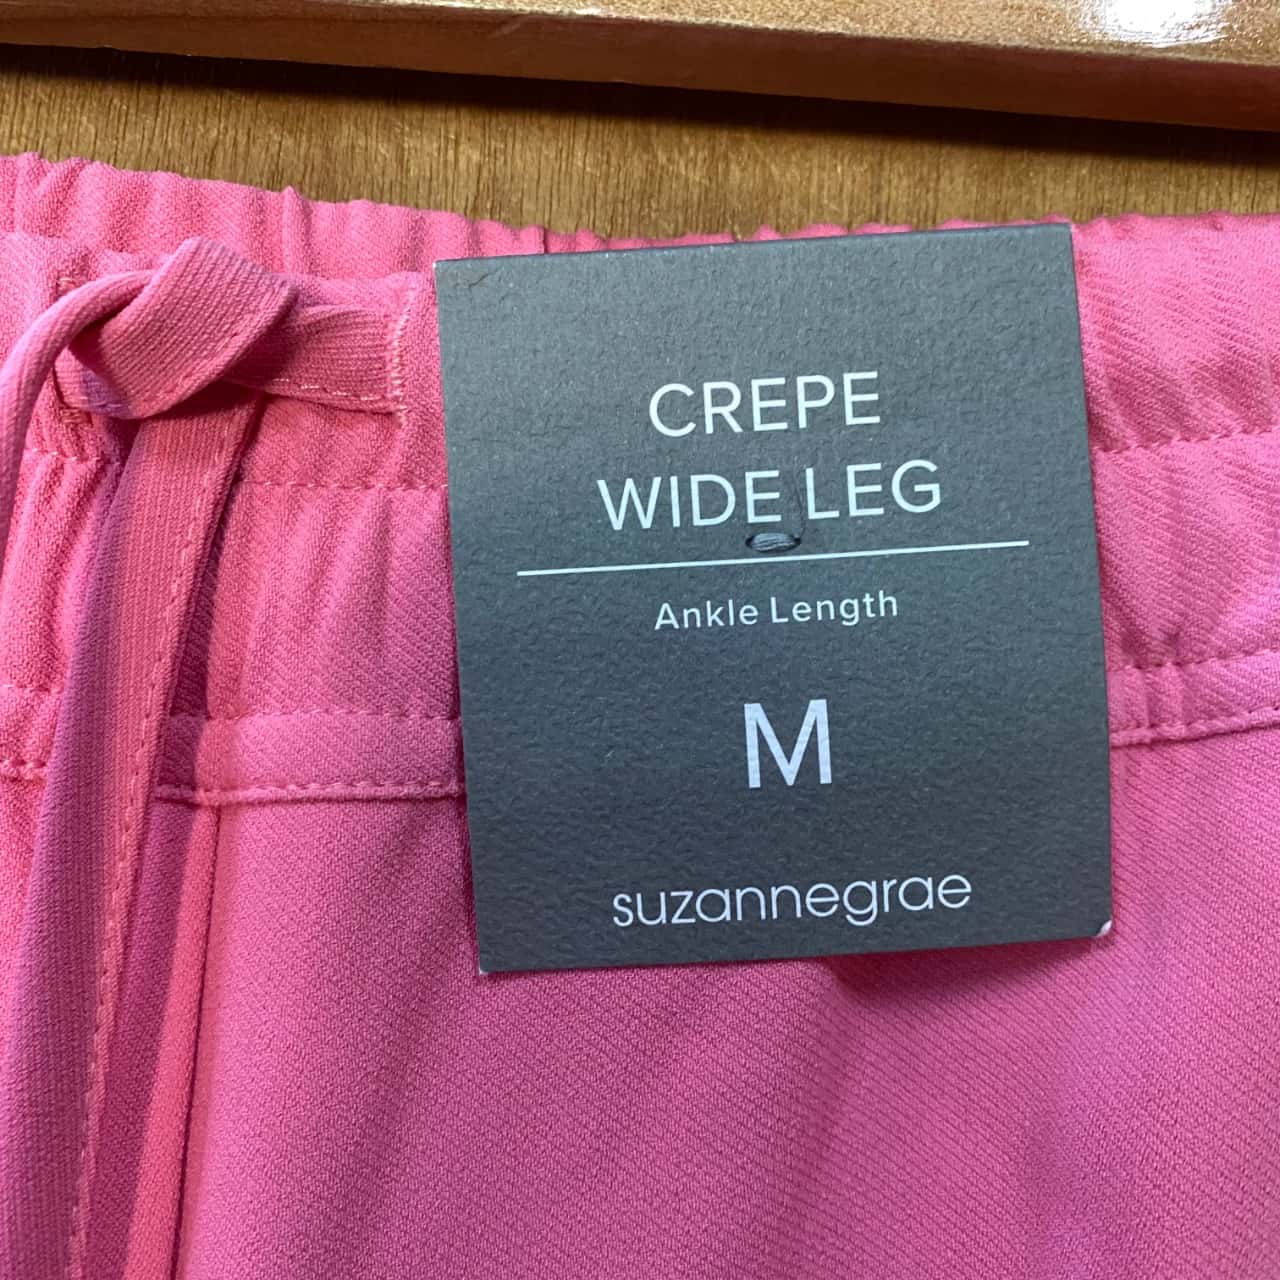 CREPE
WIDE LEG
Ankle Length
M
suzannegrae